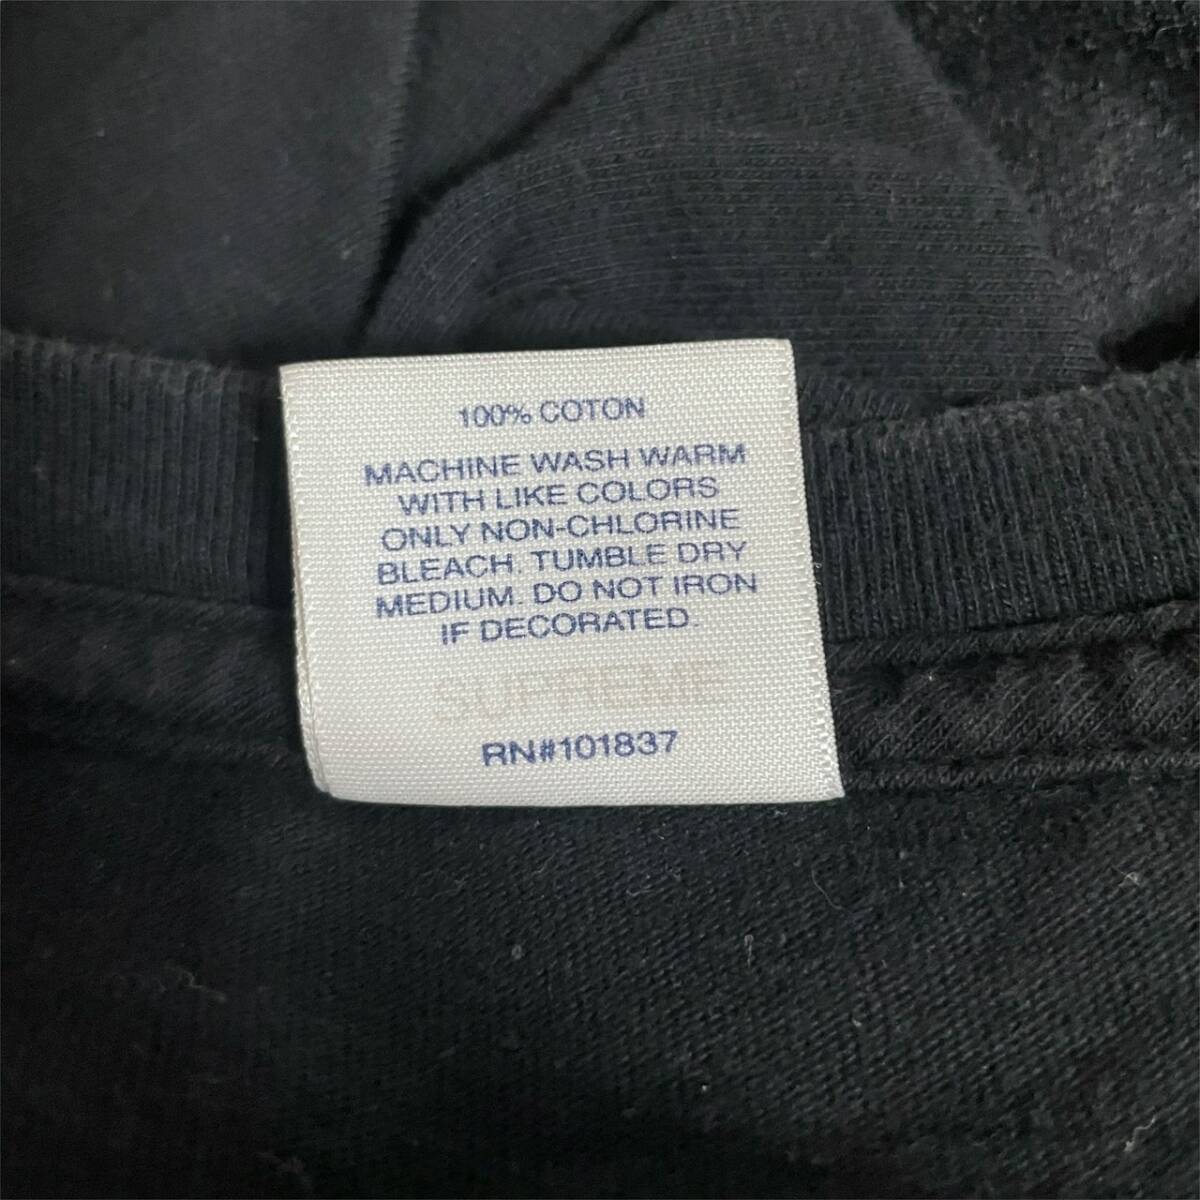 100% COTON
MACHINE WASH WARM
WITH LIKE COLORS
ONLY NON-CHLORINE
BLEACH. TUMBLE DRY
MEDIUM. DO NOT IRON
IF DECORATED.
SUPREME
RN#101837